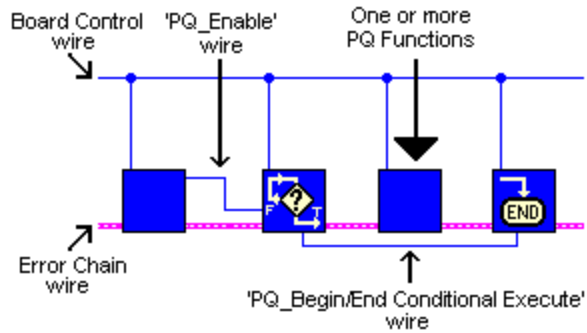 Board Control
wire
'PQ_Enable'
wire
One or more
PQ Functions
F
?
T
END
Error Chain
wire
'PQ_Begin/End Conditional Execute'
wire